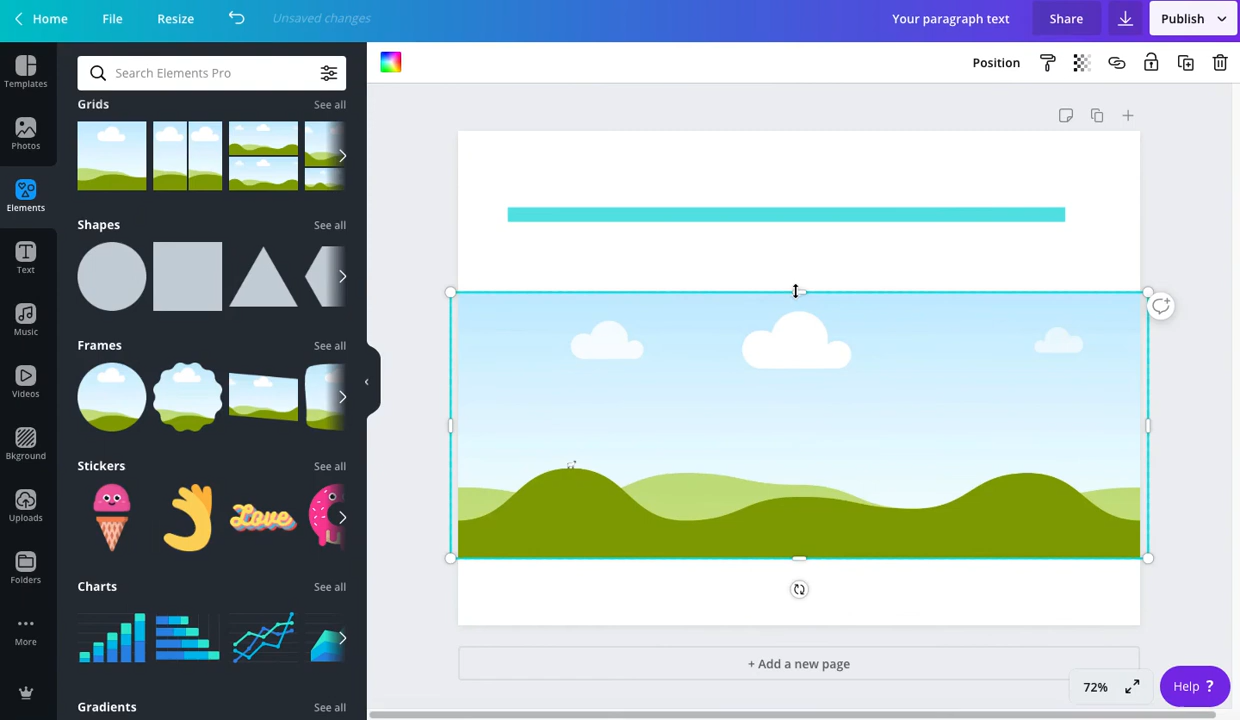 Home File Resize Unsaved changes Your paragraph text Share Publish
Templates
Photos
Elements
Text
Music
Videos
Bkground
Uploads
Folders
More
Search Elements Pro
Grids See all
Shapes See all
Frames See all
Stickers See all
Love
Charts See all
Gradients See all
Position
+ Add a new page
72%
Help ?